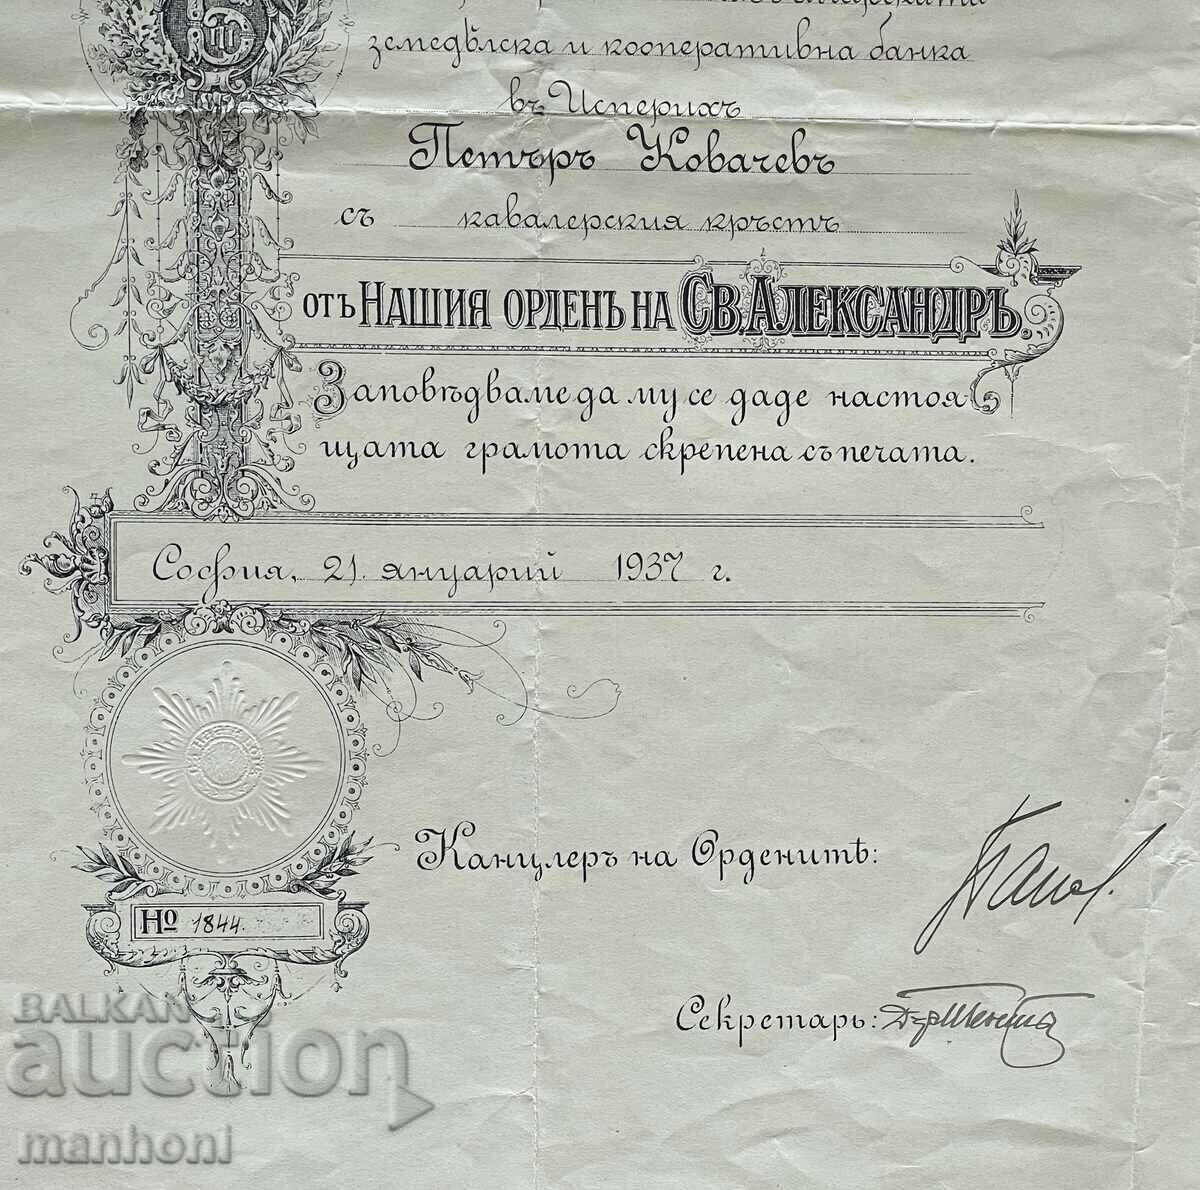 земедѣлска и кооперативна банка
въ Исперихъ
Петъръ Ковачевъ
съ кавалерския кръстъ
отъ НАШИЯ ОРДЕНЪ НА СВ. АЛЕКСАНДРЪ.
Заповѣдваме да му се даде настоя
щата грамота скрепена съ печата.
София, 21. януарий 1937 г.
Канцлеръ на Орденитѣ:
№ 1844.
Секретарь:
BALKAN
auction
manhoni